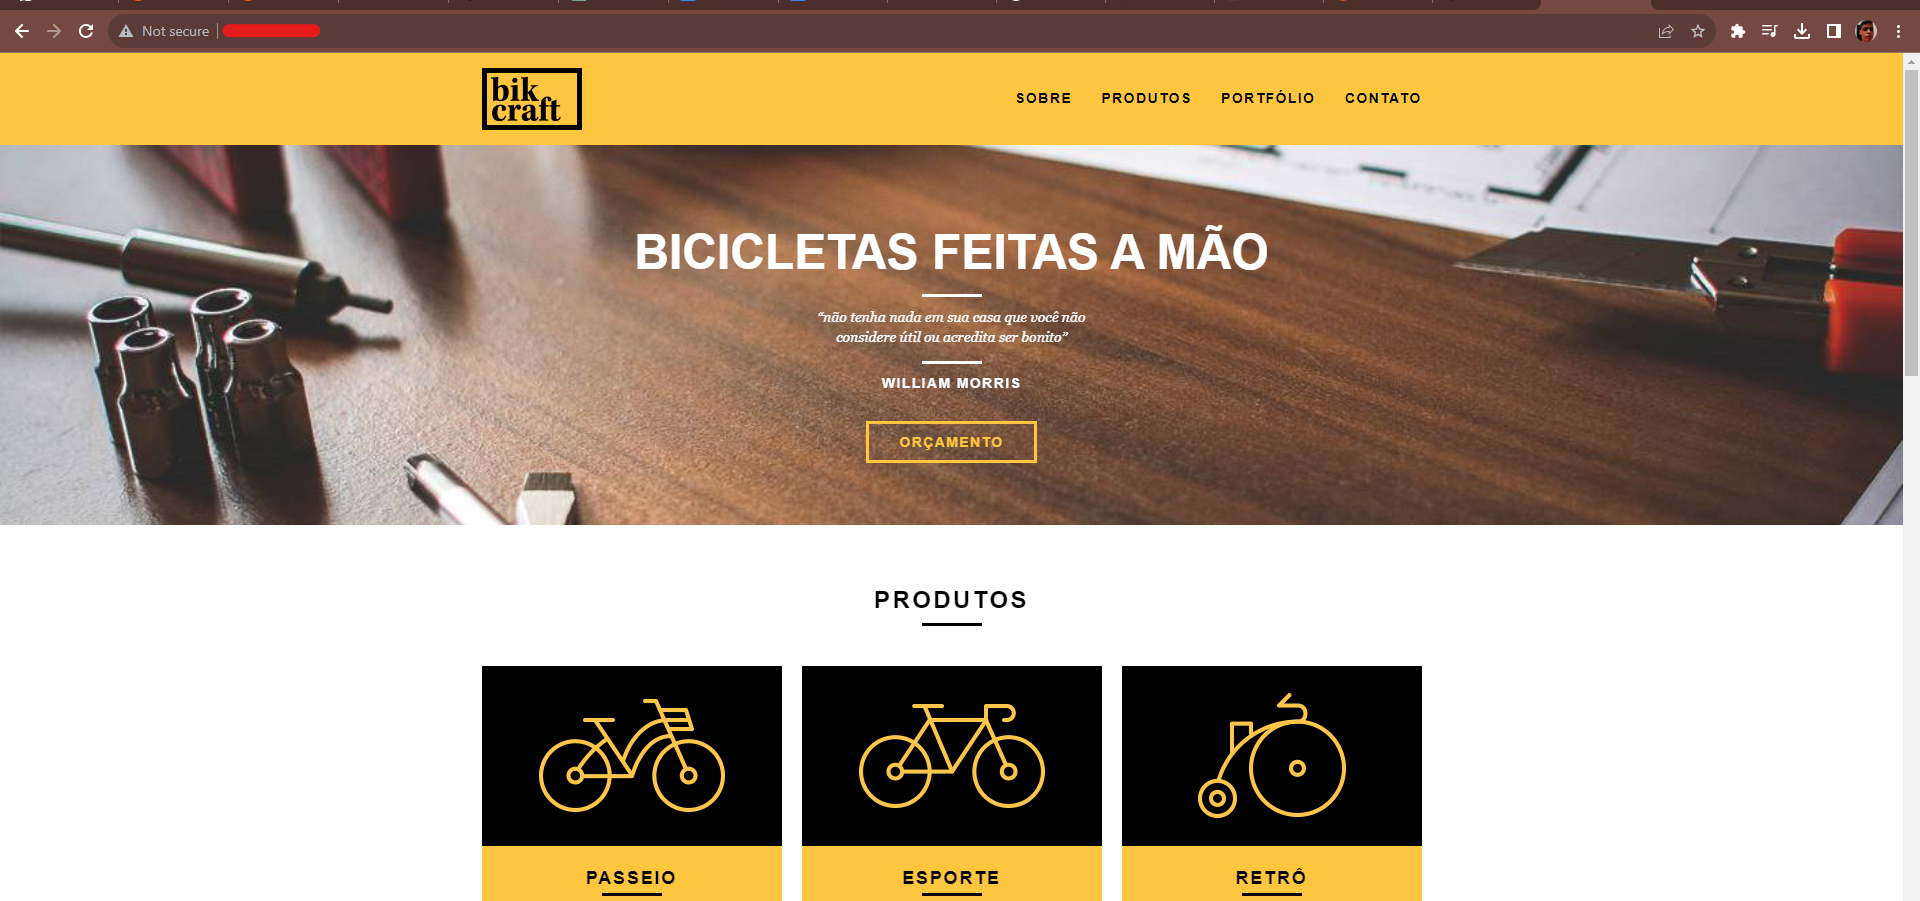 Not secure
bik
craft
SOBRE PRODUTOS PORTFÓLIO CONTATO
BICICLETAS FEITAS A MÃO
“não tenha nada em sua casa que você não
considere útil ou acredita ser bonito”
WILLIAM MORRIS
ORÇAMENTO
PRODUTOS
PASSEIO ESPORTE RETRÔ